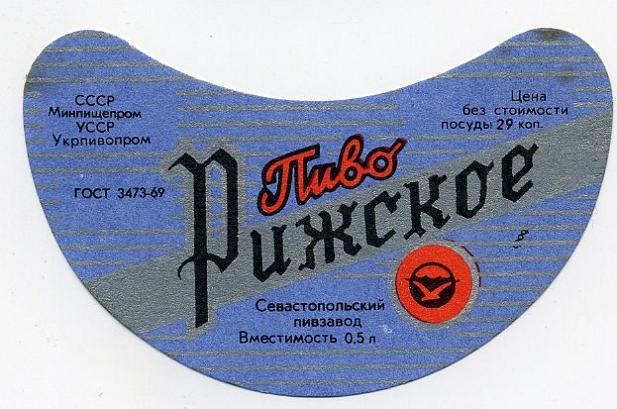 СССР
Минпищепром
УССР
Укрпивопром
ГОСТ 3473-69
Цена
без стоимости
посуды 29 коп.
Пиво
Рижское
Севастопольский
пивзавод
Вместимость 0,5 л